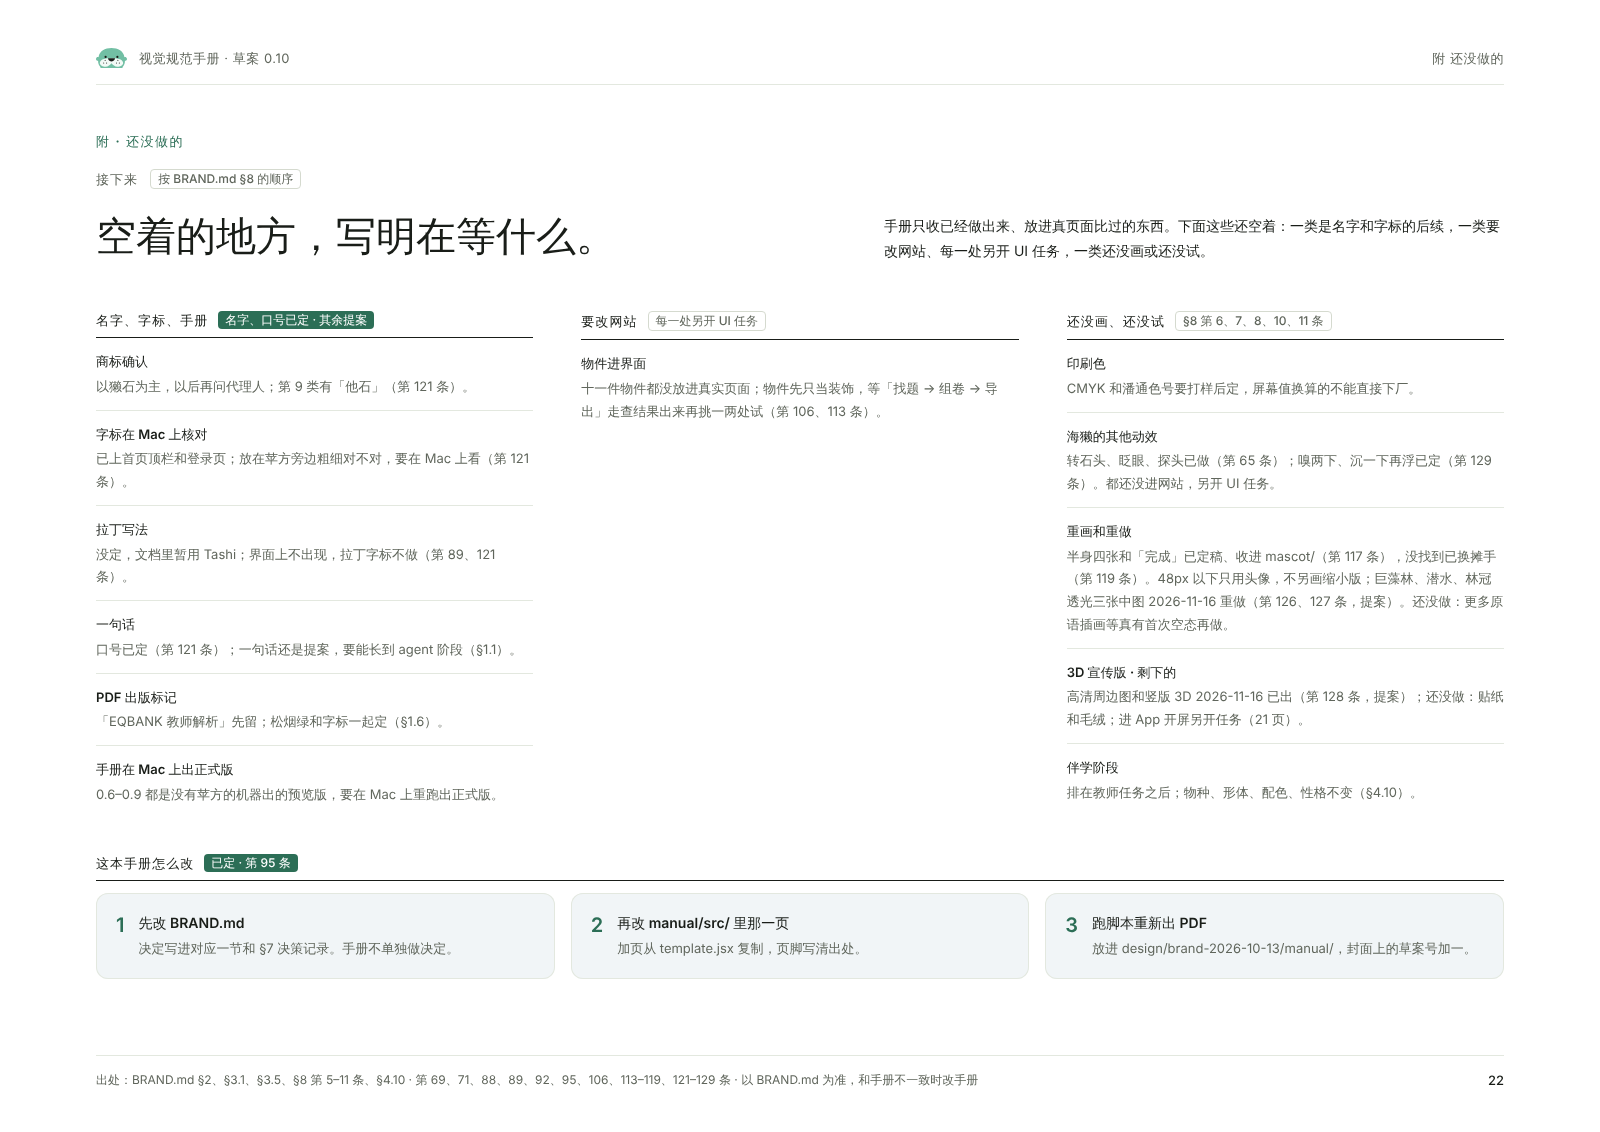 视觉规范手册 · 草案 0.10
附 还没做的
附 · 还没做的
接下来 按 BRAND.md §8 的顺序
空着的地方，写明在等什么。
手册只收已经做出来、放进真页面比过的东西。下面这些还空着：一类是名字和字标的后续，一类要
改网站、每一处另开 UI 任务，一类还没画或还没试。
名字、字标、手册 名字、口号已定 · 其余提案
商标确认
以獭石为主，以后再问代理人；第 9 类有「他石」（第 121 条）。
字标在 Mac 上核对
已上首页顶栏和登录页；放在苹方旁边粗细对不对，要在 Mac 上看（第 121
条）。
拉丁写法
没定，文档里暂用 Tashi；界面上不出现，拉丁字标不做（第 89、121
条）。
一句话
口号已定（第 121 条）；一句话还是提案，要能长到 agent 阶段（§1.1）。
PDF 出版标记
「EQBANK 教师解析」先留；松烟绿和字标一起定（§1.6）。
手册在 Mac 上出正式版
0.6–0.9 都是没有苹方的机器出的预览版，要在 Mac 上重跑出正式版。
要改网站 每一处另开 UI 任务
物件进界面
十一件物件都没放进真实页面；物件先只当装饰，等「找题 → 组卷 → 导
出」走查结果出来再挑一两处试（第 106、113 条）。
还没画、还没试 §8 第 6、7、8、10、11 条
印刷色
CMYK 和潘通色号要打样后定，屏幕值换算的不能直接下厂。
海獭的其他动效
转石头、眨眼、探头已做（第 65 条）；嗅两下、沉一下再浮已定（第 129
条）。都还没进网站，另开 UI 任务。
重画和重做
半身四张和「完成」已定稿、收进 mascot/（第 117 条），没找到已换摊手
（第 119 条）。48px 以下只用头像，不另画缩小版；巨藻林、潜水、林冠
透光三张中图 2026-11-16 重做（第 126、127 条，提案）。还没做：更多原
语插画等真有首次空态再做。
3D 宣传版 · 剩下的
高清周边图和竖版 3D 2026-11-16 已出（第 128 条，提案）；还没做：贴纸
和毛绒；进 App 开屏另开任务（21 页）。
伴学阶段
排在教师任务之后；物种、形体、配色、性格不变（§4.10）。
这本手册怎么改 已定 · 第 95 条
1 先改 BRAND.md
决定写进对应一节和 §7 决策记录。手册不单独做决定。
2 再改 manual/src/ 里那一页
加页从 template.jsx 复制，页脚写清出处。
3 跑脚本重新出 PDF
放进 design/brand-2026-10-13/manual/，封面上的草案号加一。
出处：BRAND.md §2、§3.1、§3.5、§8 第 5–11 条、§4.10 · 第 69、71、88、89、92、95、106、113–119、121–129 条 · 以 BRAND.md 为准，和手册不一致时改手册
22